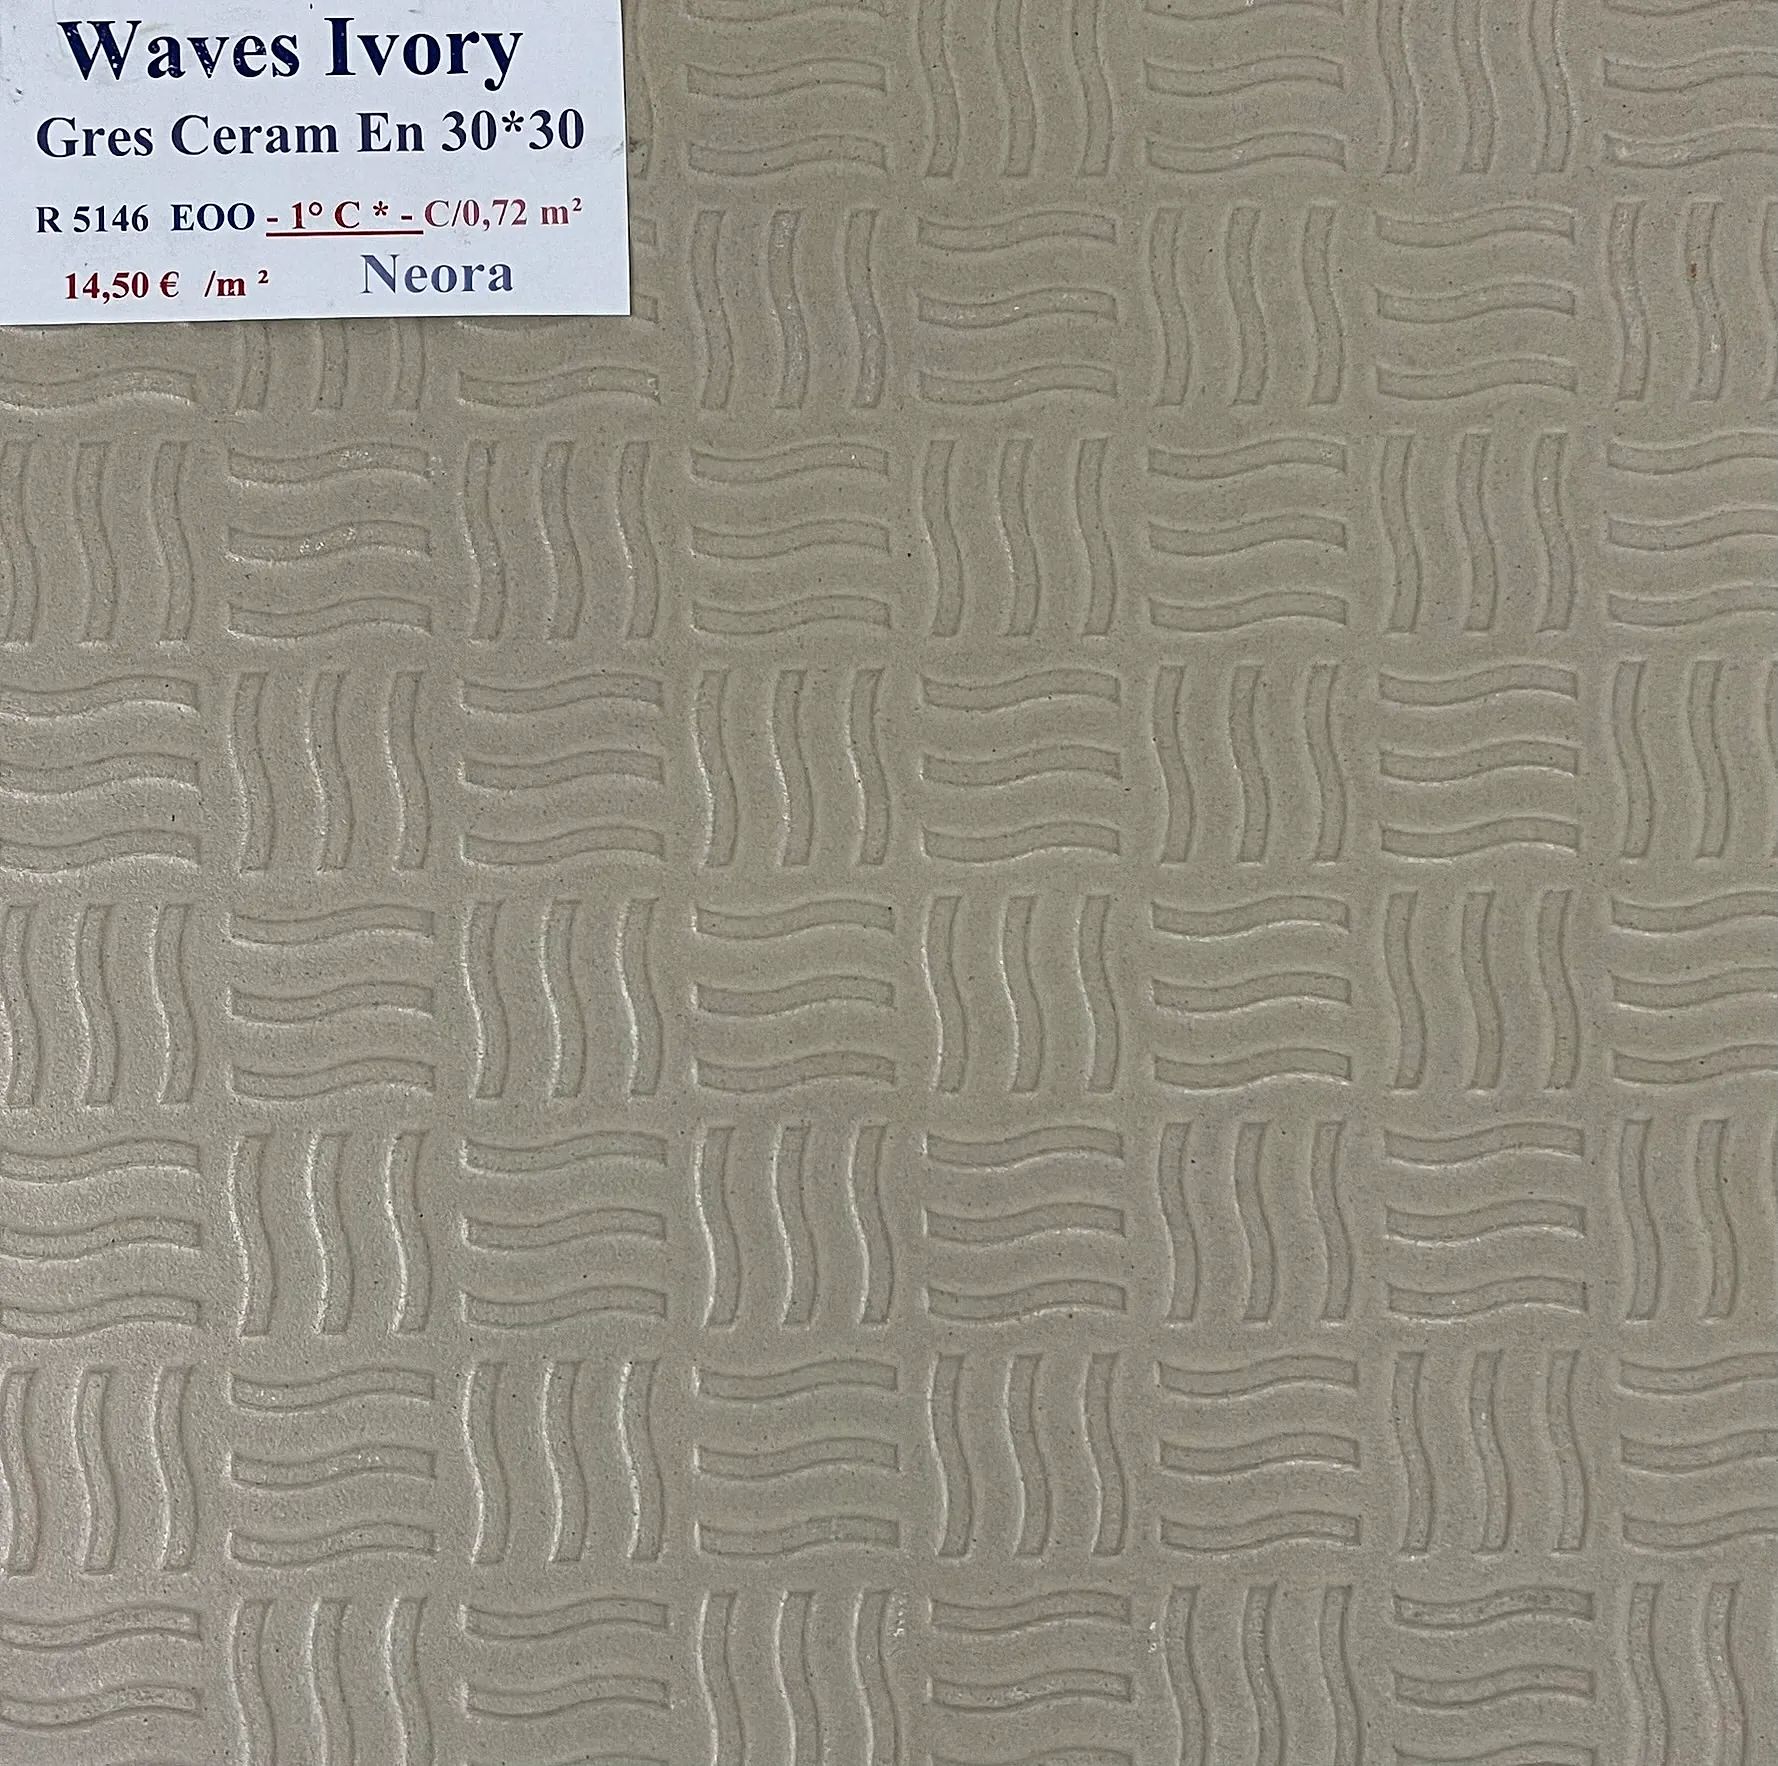 Waves Ivory
Gres Ceram En 30*30
R 5146 EOO - 1° C * - C/0,72 m²
14,50 € /m ² Neora